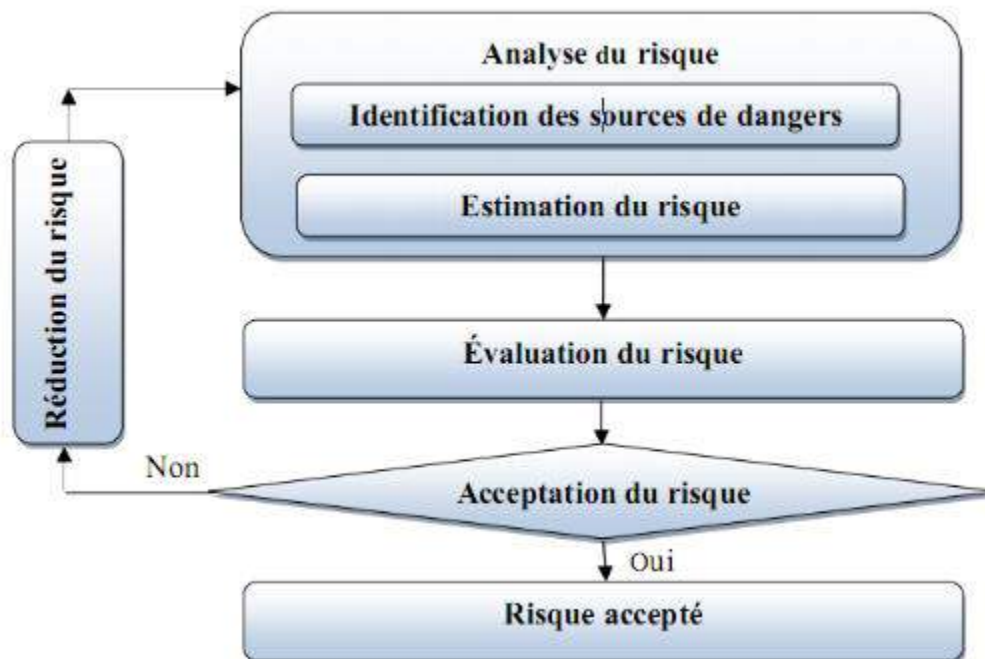 Analyse du risque
Identification des sources de dangers
Estimation du risque
Réduction du risque
Évaluation du risque
Non
Acceptation du risque
Oui
Risque accepté